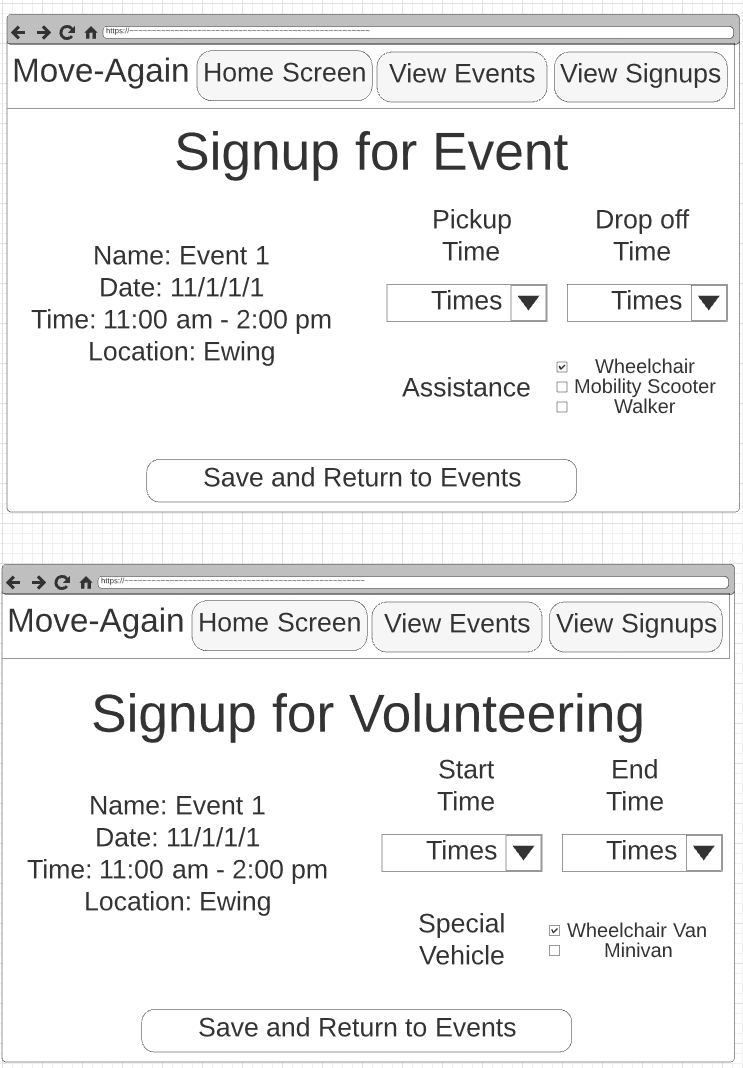 https://
Move-Again
Home Screen
View Events
View Signups
Signup for Event
Name: Event 1
Date: 11/1/1/1
Time: 11:00 am - 2:00 pm
Location: Ewing
Pickup
Time
Drop off
Time
Times
Times
Assistance
Wheelchair
Mobility Scooter
Walker
Save and Return to Events
https://
Move-Again
Home Screen
View Events
View Signups
Signup for Volunteering
Name: Event 1
Date: 11/1/1/1
Time: 11:00 am - 2:00 pm
Location: Ewing
Start
Time
End
Time
Times
Times
Special
Vehicle
Wheelchair Van
Minivan
Save and Return to Events